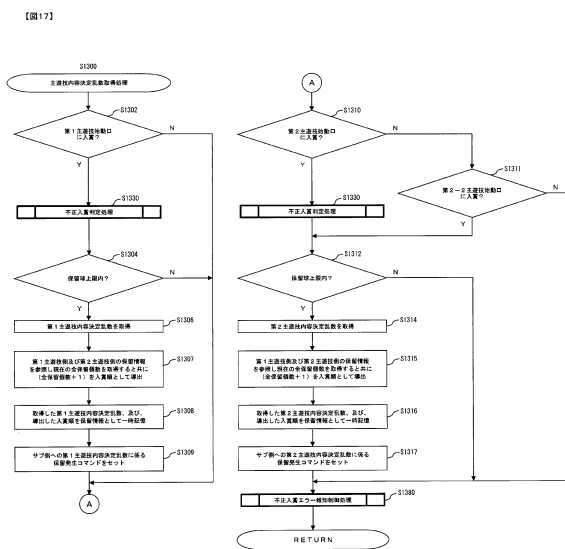 【図17】
S1300
主遊技内容決定乱数取得処理
S1302
第1主遊技始動口
に入賞?
N
Y
S1330
不正入賞判定処理
S1304
保留球上限内?
N
Y
S1306
第1主遊技内容決定乱数を取得
S1307
第1主遊技側及び第2主遊技側の保留情報
を参照し現在の全保留個数を取得すると共に
(全保留個数+1)を入賞順として導出
S1308
取得した第1主遊技内容決定乱数、及び、
導出した入賞順を保留情報として一時記憶
S1309
サブ側への第1主遊技内容決定乱数に係る
保留発生コマンドをセット
A
A
S1310
第2主遊技始動口
に入賞?
N
Y
S1311
第2-2主遊技始動口
に入賞?
N
Y
S1330
不正入賞判定処理
S1312
保留球上限内?
N
Y
S1314
第2主遊技内容決定乱数を取得
S1315
第1主遊技側及び第2主遊技側の保留情報
を参照し現在の全保留個数を取得すると共に
(全保留個数+1)を入賞順として導出
S1316
取得した第2主遊技内容決定乱数、及び、
導出した入賞順を保留情報として一時記憶
S1317
サブ側への第2主遊技内容決定乱数に係る
保留発生コマンドをセット
S1380
不正入賞エラー報知制御処理
RETURN